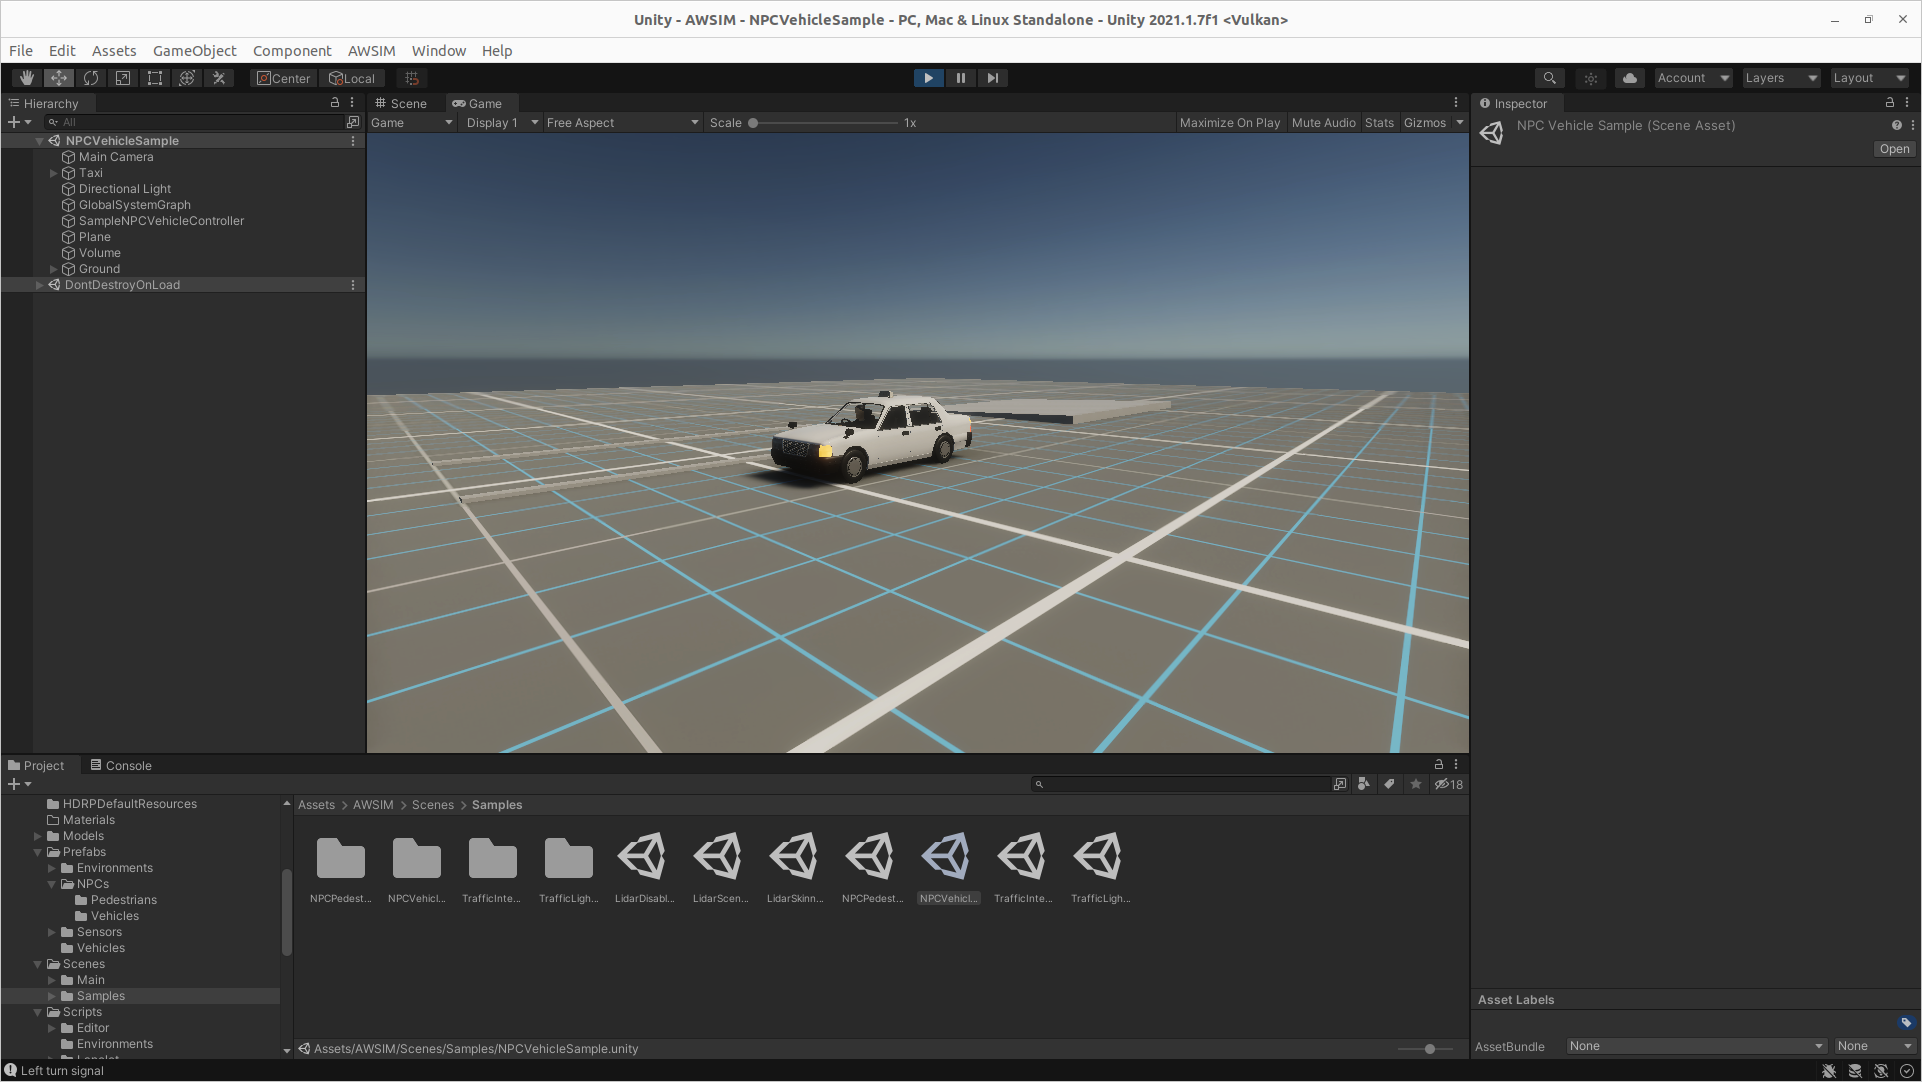 Unity - AWSIM - NPCVehicleSample - PC, Mac & Linux Standalone - Unity 2021.1.7f1 <Vulkan>
File Edit Assets GameObject Component AWSIM Window Help
Center Local Account Layers Layout
Hierarchy
All
NPCVehicleSample
Main Camera
Taxi
Directional Light
GlobalSystemGraph
SampleNPCVehicleController
Plane
Volume
Ground
DontDestroyOnLoad
Scene Game
Game Display 1 Free Aspect Scale 1x Maximize On Play Mute Audio Stats Gizmos
Inspector
NPC Vehicle Sample (Scene Asset)
Open
Project Console
18
HDRPDefaultResources
Materials
Models
Prefabs
Environments
NPCs
Pedestrians
Vehicles
Sensors
Vehicles
Scenes
Main
Samples
Scripts
Editor
Environments
Assets > AWSIM > Scenes > Samples
NPCPedest... NPCVehicl... TrafficInte... TrafficLigh... LidarDisabl... LidarScen... LidarSkinn... NPCPedest... NPCVehicl... TrafficInte... TrafficLigh...
Assets/AWSIM/Scenes/Samples/NPCVehicleSample.unity
Asset Labels
AssetBundle None None
Left turn signal